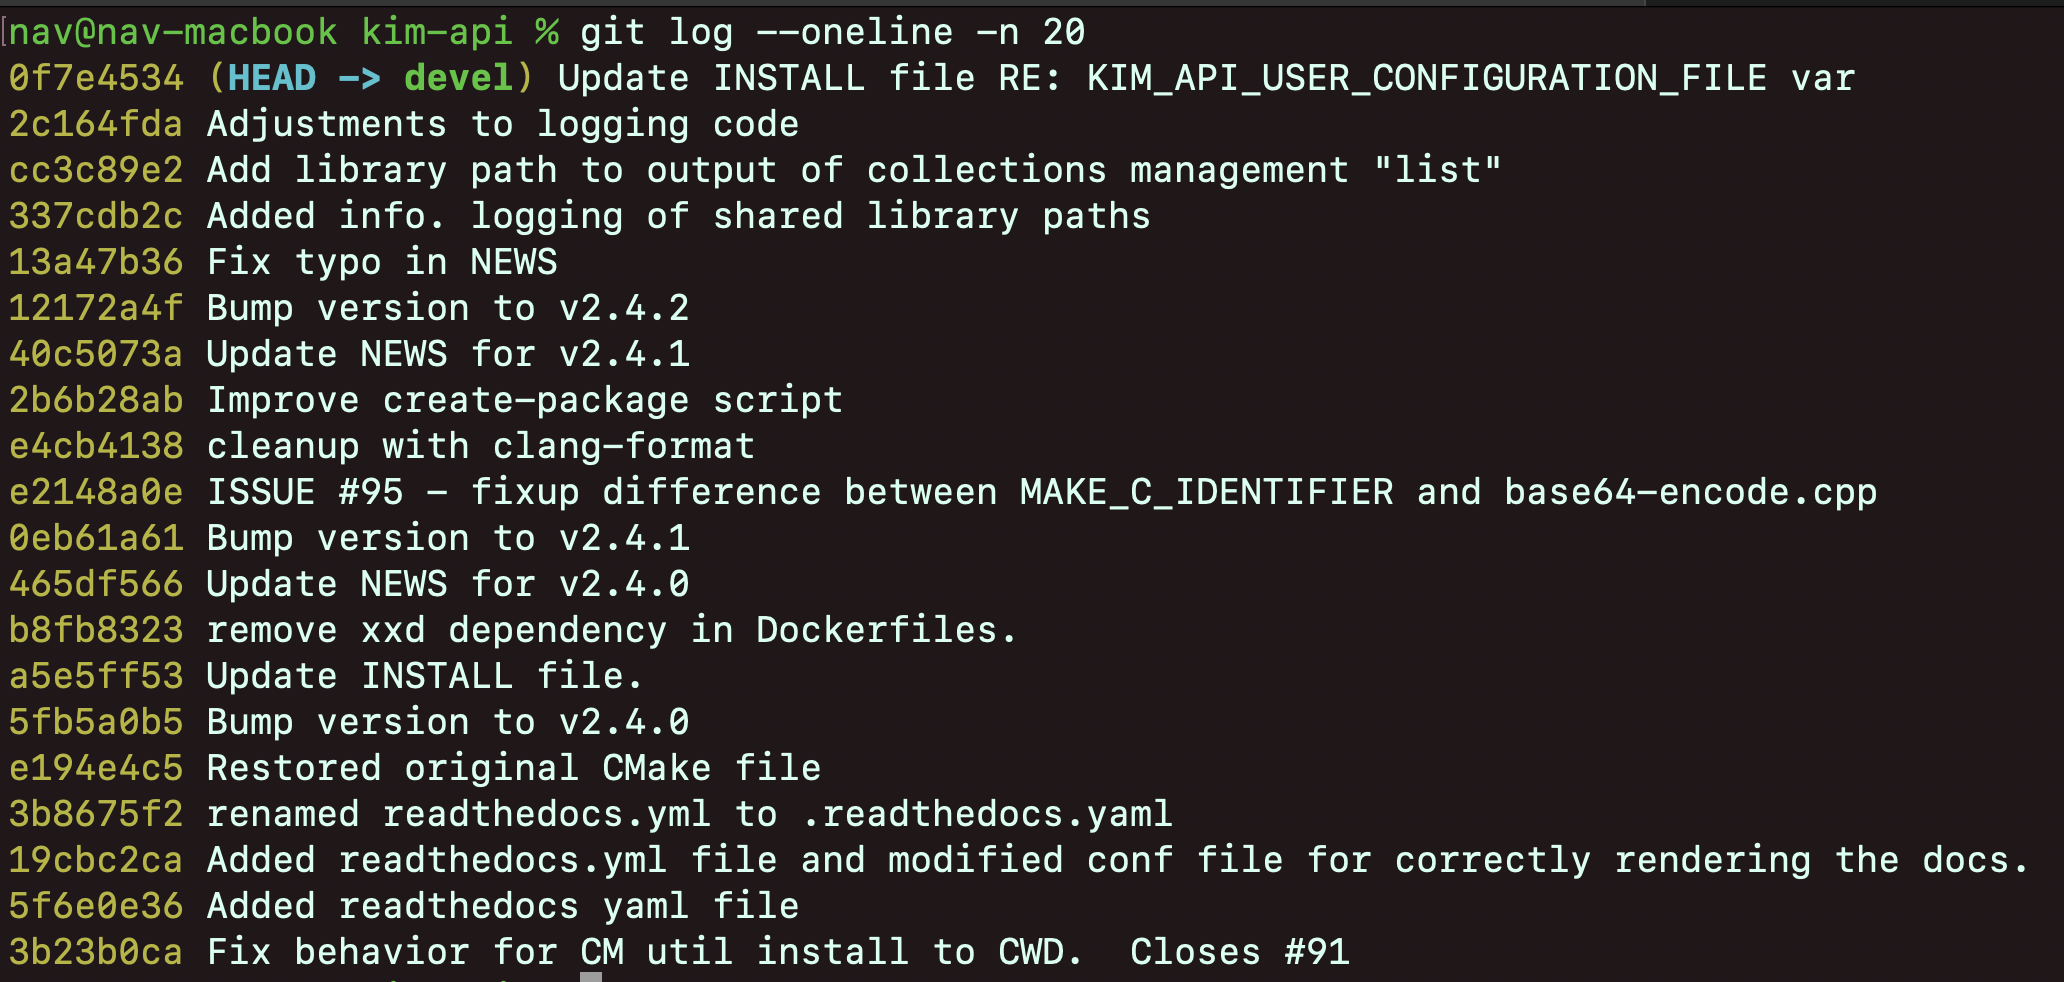 nav@nav-macbook kim-api % git log --oneline -n 20
0f7e4534 (HEAD -> devel) Update INSTALL file RE: KIM_API_USER_CONFIGURATION_FILE var
2c164fda Adjustments to logging code
cc3c89e2 Add library path to output of collections management "list"
337cdb2c Added info. logging of shared library paths
13a47b36 Fix typo in NEWS
12172a4f Bump version to v2.4.2
40c5073a Update NEWS for v2.4.1
2b6b28ab Improve create-package script
e4cb4138 cleanup with clang-format
e2148a0e ISSUE #95 - fixup difference between MAKE_C_IDENTIFIER and base64-encode.cpp
0eb61a61 Bump version to v2.4.1
465df566 Update NEWS for v2.4.0
b8fb8323 remove xxd dependency in Dockerfiles.
a5e5ff53 Update INSTALL file.
5fb5a0b5 Bump version to v2.4.0
e194e4c5 Restored original CMake file
3b8675f2 renamed readthedocs.yml to .readthedocs.yaml
19cbc2ca Added readthedocs.yml file and modified conf file for correctly rendering the docs.
5f6e0e36 Added readthedocs yaml file
3b23b0ca Fix behavior for CM util install to CWD.  Closes #91